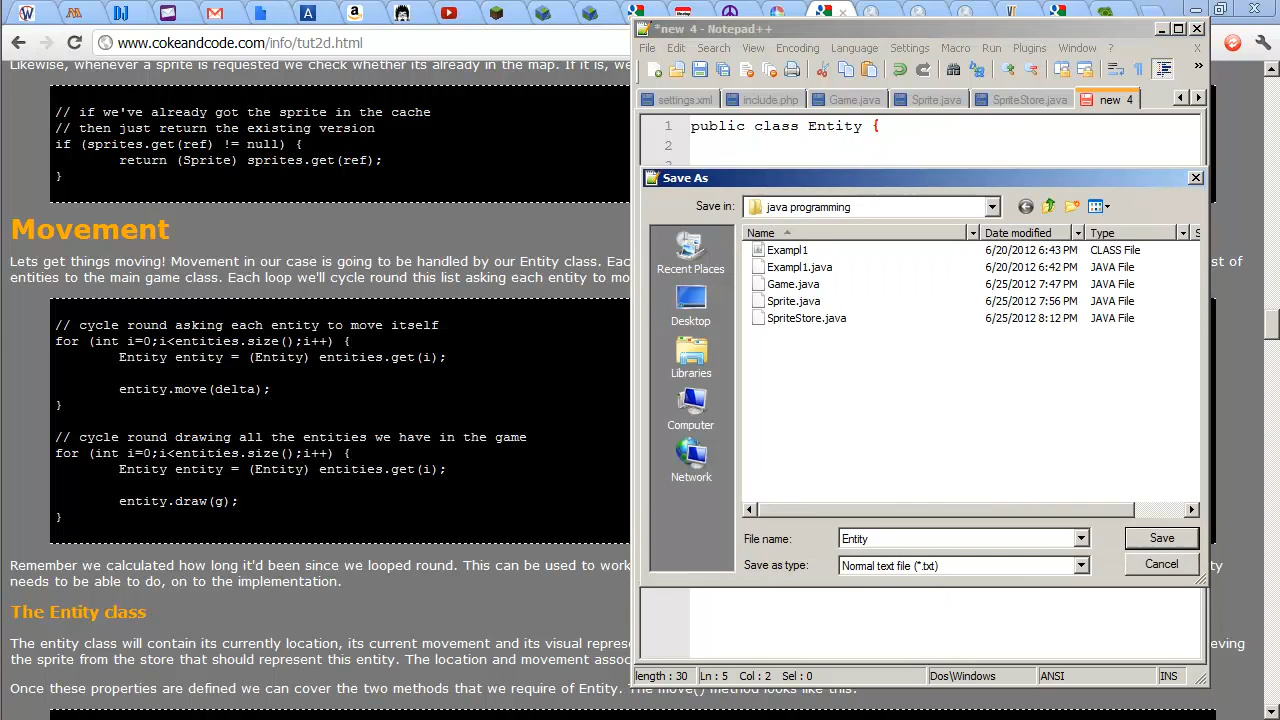 www.cokeandcode.com/info/tut2d.html
Likewise, whenever a sprite is requested we check whether its already in the map. If it is, we
// if we've already got the sprite in the cache
// then just return the existing version
if (sprites.get(ref) != null) {
return (Sprite) sprites.get(ref);
}
Movement
Lets get things moving! Movement in our case is going to be handled by our Entity class. Eac
st of
entities to the main game class. Each loop we'll cycle round this list asking each entity to mo
// cycle round asking each entity to move itself
for (int i=0;i<entities.size();i++) {
Entity entity = (Entity) entities.get(i);
entity.move(delta);
}
// cycle round drawing all the entities we have in the game
for (int i=0;i<entities.size();i++) {
Entity entity = (Entity) entities.get(i);
entity.draw(g);
}
Remember we calculated how long it'd been since we looped round. This can be used to work
ty
needs to be able to do, on to the implementation.
The Entity class
The entity class will contain its currently location, its current movement and its visual repres
eving
the sprite from the store that should represent this entity. The location and movement assoc
Once these properties are defined we can cover the two methods that we require of Entity. The move() method looks like this:
*new 4 - Notepad++
File Edit Search View Encoding Language Settings Macro Run Plugins Window ? X
settings.xml include.php Game.java Sprite.java SpriteStore.java new 4
1 public class Entity {
2
Save As
Save in: java programming
Name Date modified Type S
Exampl1 6/20/2012 6:43 PM CLASS File
Exampl1.java 6/20/2012 6:42 PM JAVA File
Game.java 6/25/2012 7:47 PM JAVA File
Sprite.java 6/25/2012 7:56 PM JAVA File
SpriteStore.java 6/25/2012 8:12 PM JAVA File
Recent Places
Desktop
Libraries
Computer
Network
File name: Entity Save
Save as type: Normal text file (*.txt) Cancel
length : 30 Ln : 5 Col : 2 Sel : 0 Dos\Windows ANSI INS